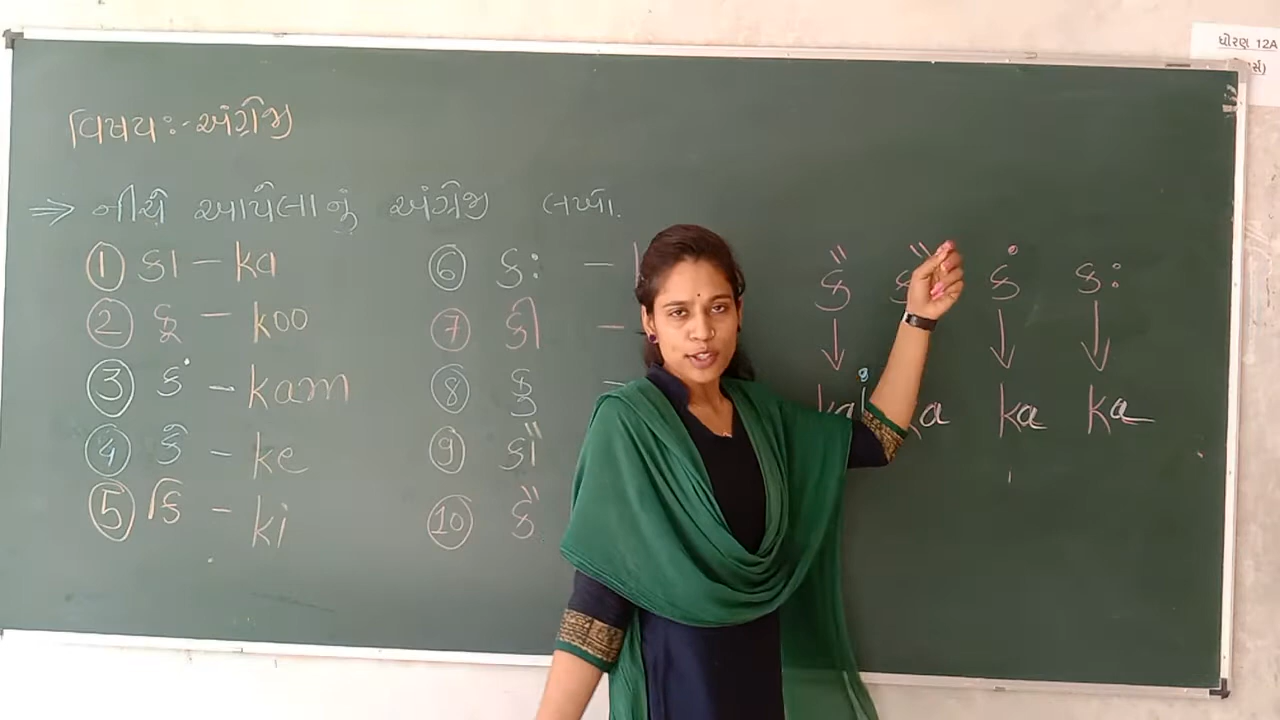 વિષય:- અંગ્રેજી
⇒ નીચે આપેલાનું અંગ્રેજી લખો.
① કા – ka
② કૂ – koo
③ કં – kam
④ કે – ke
⑤ કિ – ki
⑥ કઃ –
⑦ કી –
⑧ કુ
⑨ કૌ
⑩ કૈ
કૈ કં કઃ
↓ ↓ ↓
ka ka ka ka
ધોરણ 12A